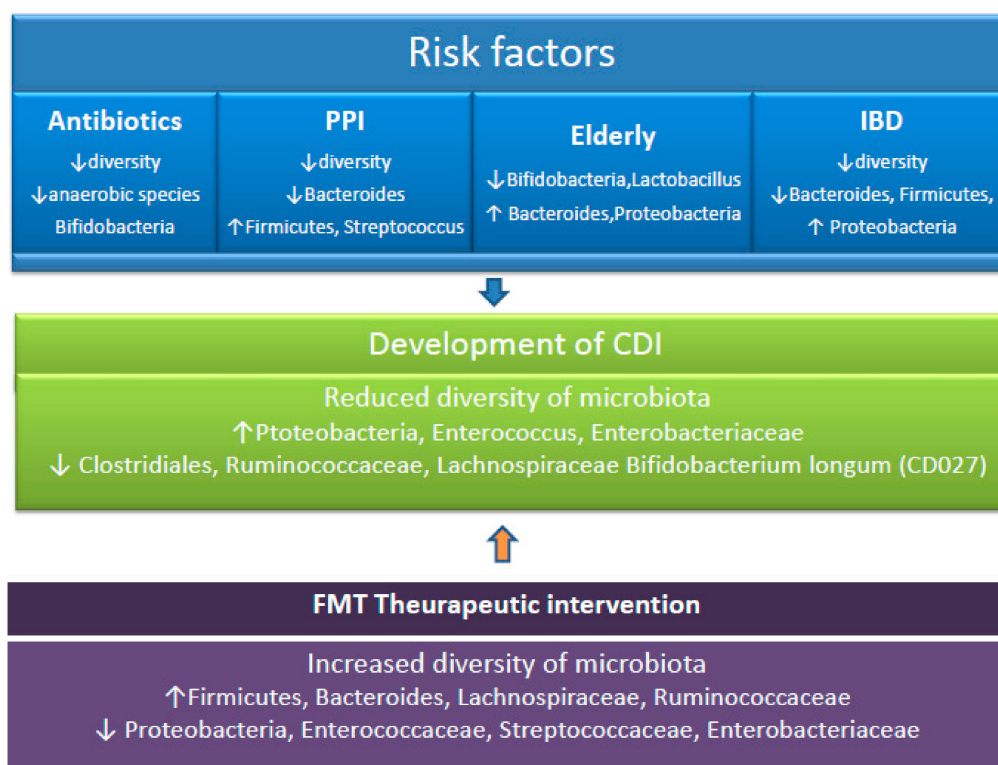 Risk factors
Antibiotics
↓diversity
↓anaerobic species
Bifidobacteria
PPI
↓diversity
↓Bacteroides
↑Firmicutes, Streptococcus
Elderly
↓Bifidobacteria,Lactobacillus
↑ Bacteroides,Proteobacteria
IBD
↓diversity
↓Bacteroides, Firmicutes,
↑ Proteobacteria
Development of CDI
Reduced diversity of microbiota
↑Ptoteobacteria, Enterococcus, Enterobacteriaceae
↓ Clostridiales, Ruminococcaceae, Lachnospiraceae Bifidobacterium longum (CD027)
FMT Theurapeutic intervention
Increased diversity of microbiota
↑Firmicutes, Bacteroides, Lachnospiraceae, Ruminococcaceae
↓ Proteobacteria, Enterococcaceae, Streptococcaceae, Enterobacteriaceae